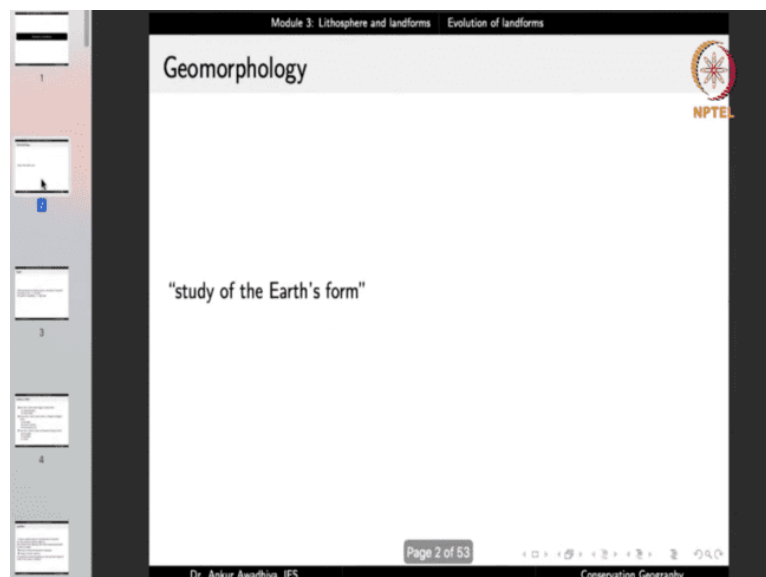 Module 3: Lithosphere and landforms Evolution of landforms
Geomorphology
NPTEL
1
2
"study of the Earth's form"
3
4
Page 2 of 53
Dr. Ankur Awadhiya, IFS Conservation Geography